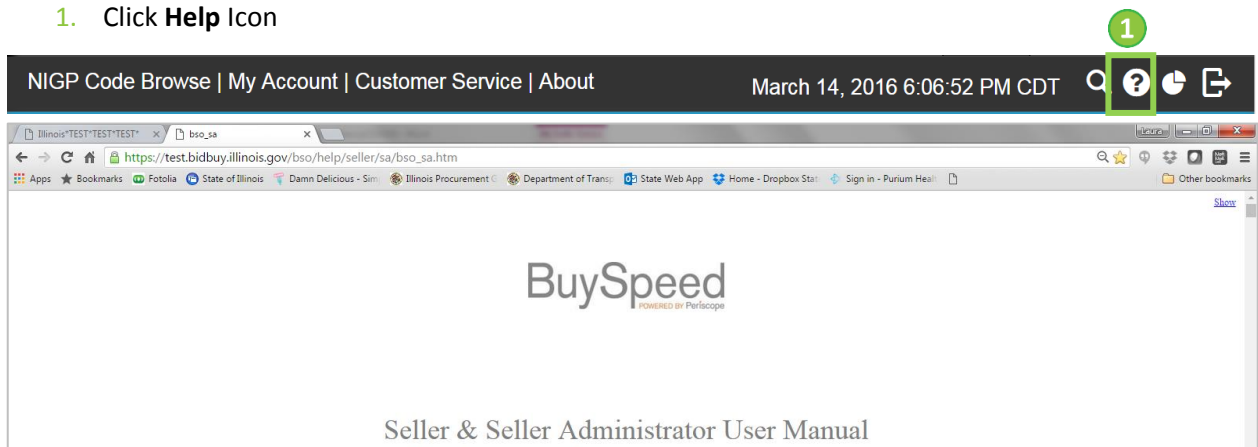 1. Click Help Icon
1
NIGP Code Browse | My Account | Customer Service | About March 14, 2016 6:06:52 PM CDT
Illinois*TEST*TEST*TEST* bso_sa Laura
https://test.bidbuy.illinois.gov/bso/help/seller/sa/bso_sa.htm
Apps Bookmarks Fotolia State of Illinois Damn Delicious - Sim Illinois Procurement G Department of Transp State Web App Home - Dropbox Stat Sign in - Purium Heal Other bookmarks
Show
BuySpeed
POWERED BY Periscope
Seller & Seller Administrator User Manual